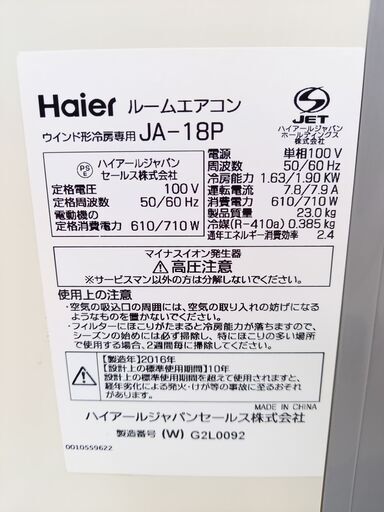 Haier ルームエアコン
ウインド形冷房専用 JA-18P
S
JET
ハイアールジャパン
ホールディングス
株式会社
PS
E
ハイアールジャパン
セールス株式会社
定格電圧 100V
定格周波数 50/60Hz
電動機の
定格消費電力 610/710W
電源 単相100V
周波数 50/60Hz
冷房能力 1.63/1.90KW
運転電流 7.8/7.9A
消費電力 610/710W
製品質量 23.0kg
冷媒(R-410a) 0.385kg
通年エネルギー消費効率 2.4
マイナスイオン発生器
高圧注意
※サービスマン以外の方は分解しないでください。
使用上の注意
・空気の吸込口の周囲には、空気の取り入れの妨げになる
ようなものを置かないでください。
・フィルターにほこりがたまると冷房能力が落ちますので、
シーズンの始めには必ず掃除し、特にほこりの多い場所
で使用する場合、2週間毎に掃除してください。
【製造年】2016年
【設計上の標準使用期間】10年
設計上の標準使用期間を超えて使用されますと、
経年劣化による発火・けが等の事故に至るおそれが
あります。
MADE IN CHINA
ハイアールジャパンセールス株式会社
製造番号 (W) G2L0092
0010559622